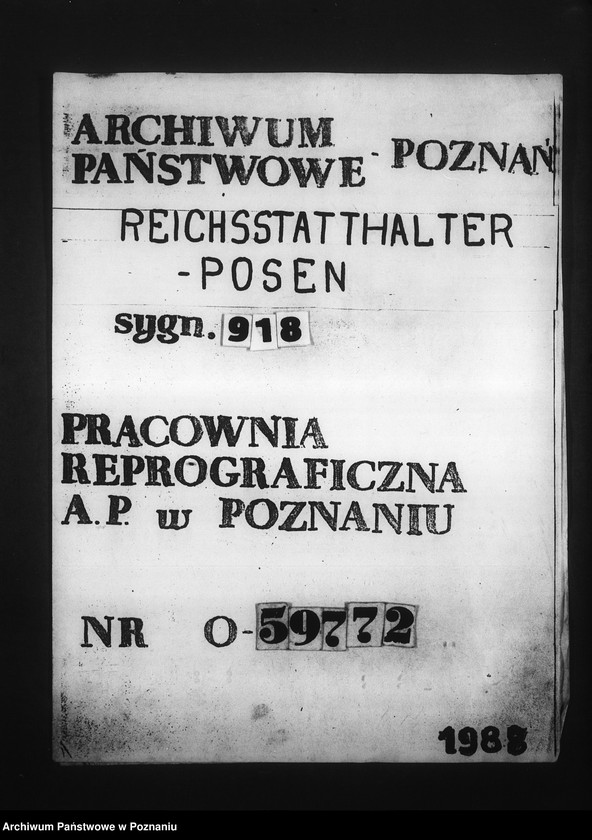 ARCHIWUM
PAŃSTWOWE - POZNAŃ
REICHSSTATTHALTER
-POSEN
sygn. 918
PRACOWNIA
REPROGRAFICZNA
A.P. w POZNANIU
NR O-59772
1988
Archiwum Państwowe w Poznaniu